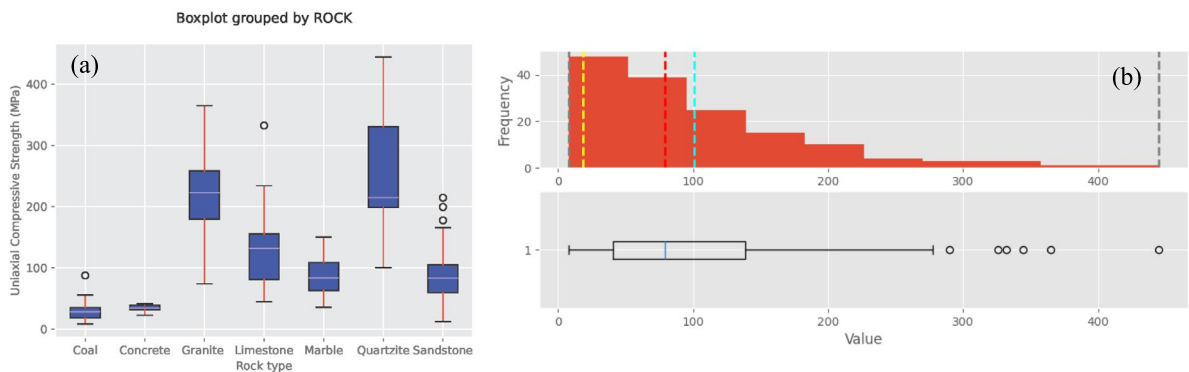 Boxplot grouped by ROCK
(a)
Uniaxial Compressive Strength (MPa)
400
300
200
100
0
Coal Concrete Granite Limestone Marble Quartzite Sandstone
Rock type
(b)
Frequency
40
20
0
0 100 200 300 400
1
0 100 200 300 400
Value